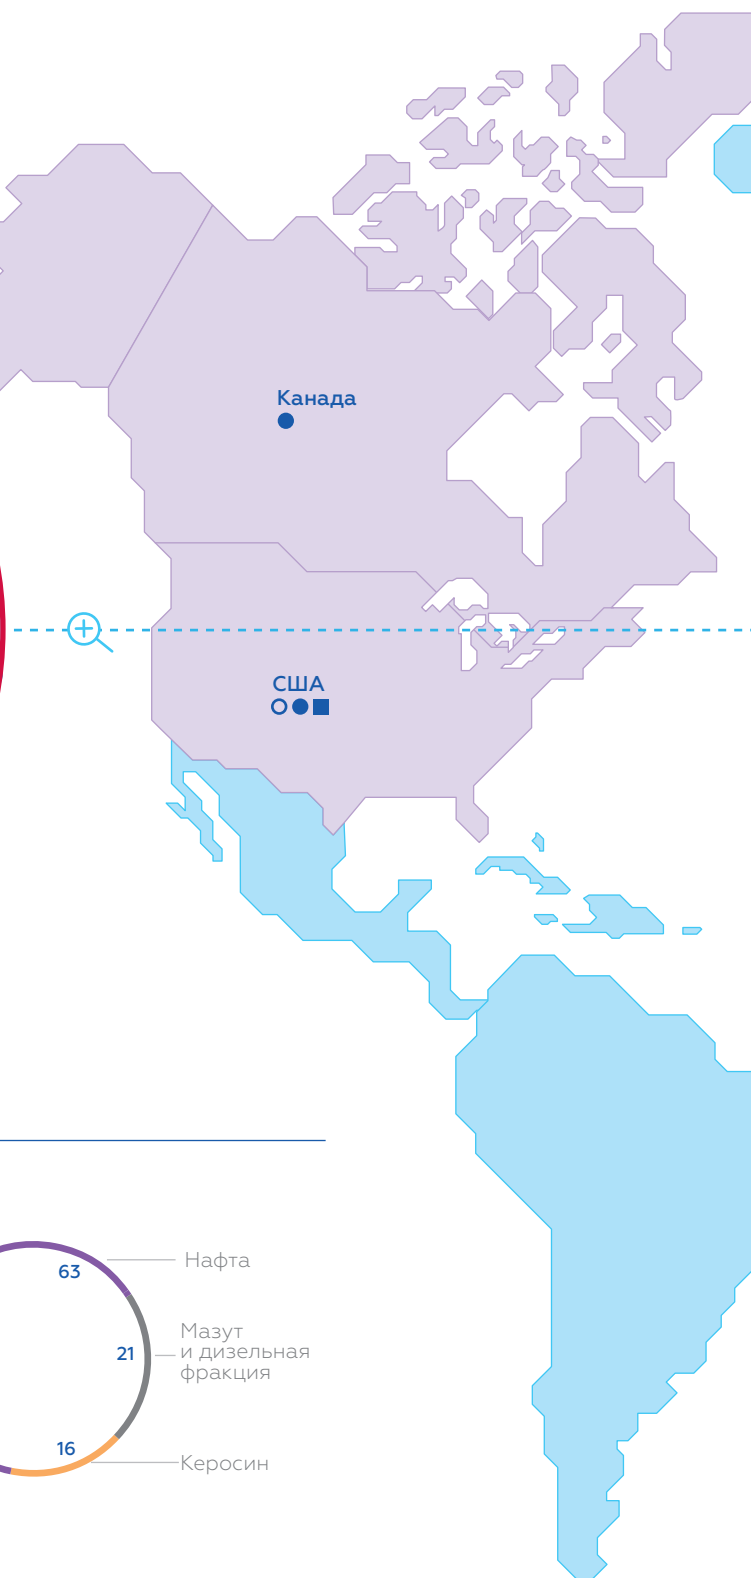 Канада
США
63
Нафта
21
Мазут
и дизельная
фракция
16
Керосин